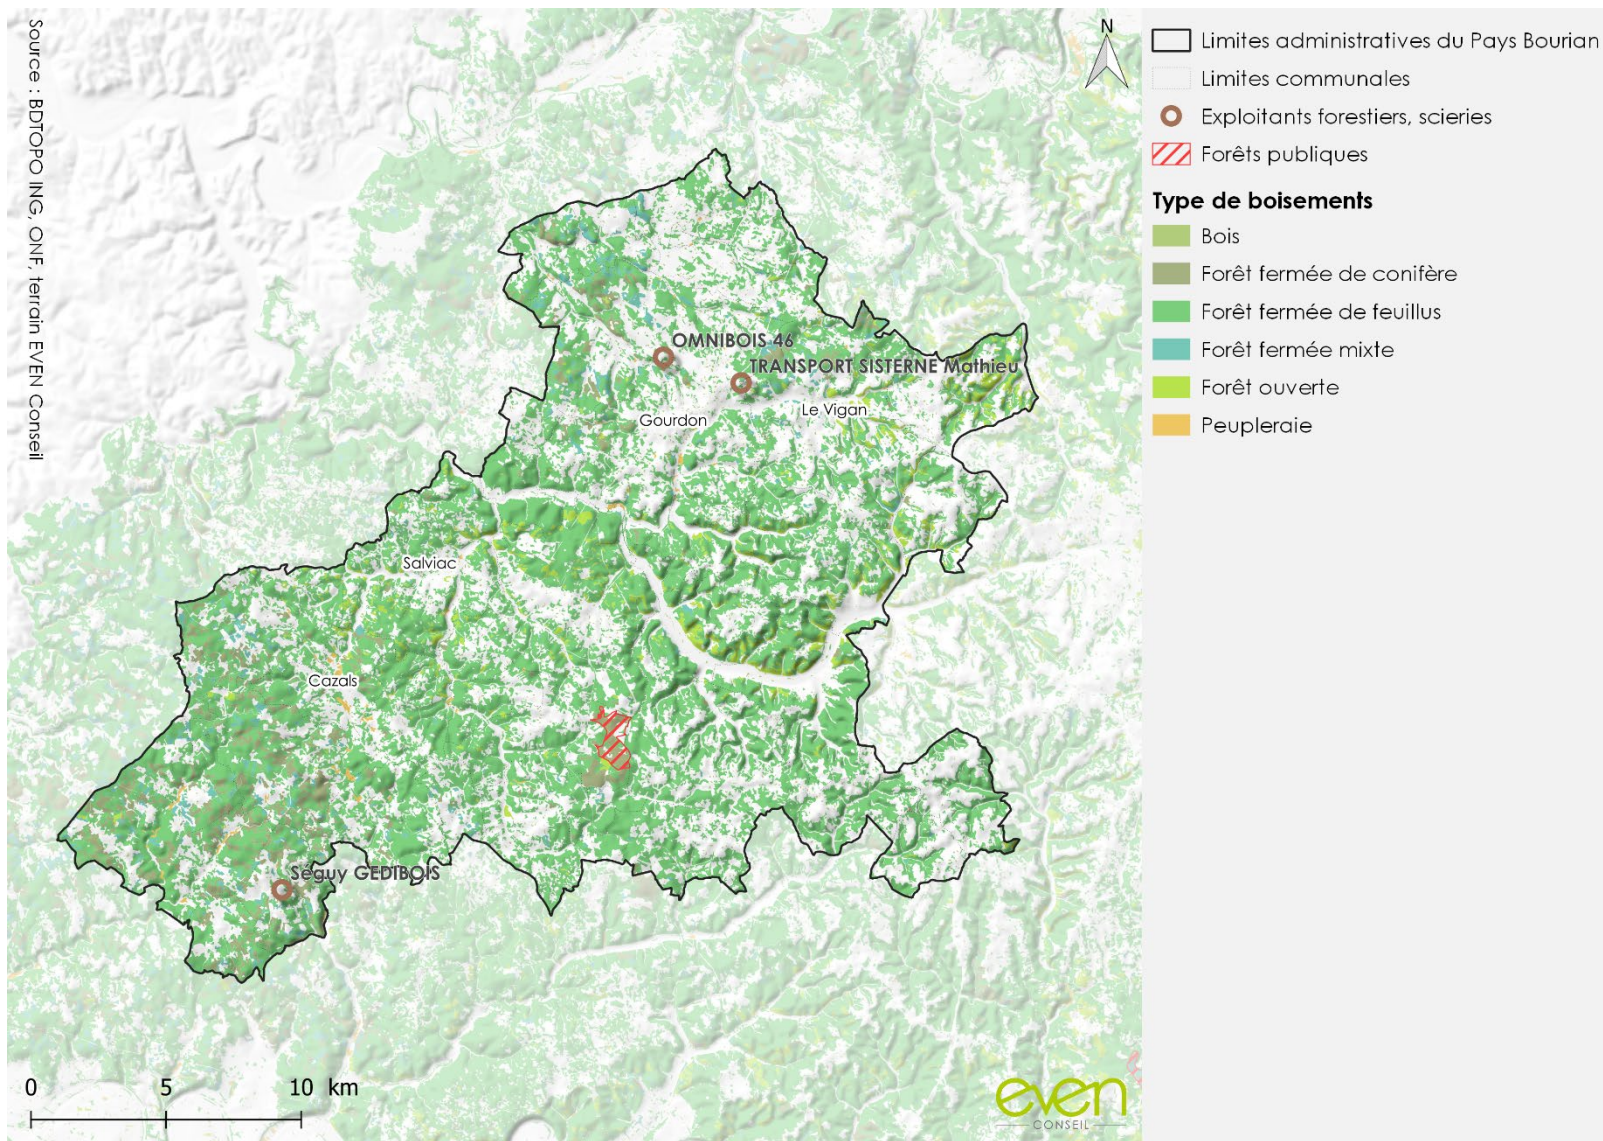 Source : BDTOPO ING, ONF, terrain EVEN Conseil
N
OMNIBOIS 46
TRANSPORT SISTERNE Mathieu
Gourdon
Le Vigan
Salviac
Cazals
Séguy GEDIBOIS
0 5 10 km
even
CONSEIL
Limites administratives du Pays Bourian
Limites communales
Exploitants forestiers, scieries
Forêts publiques
Type de boisements
Bois
Forêt fermée de conifère
Forêt fermée de feuillus
Forêt fermée mixte
Forêt ouverte
Peupleraie